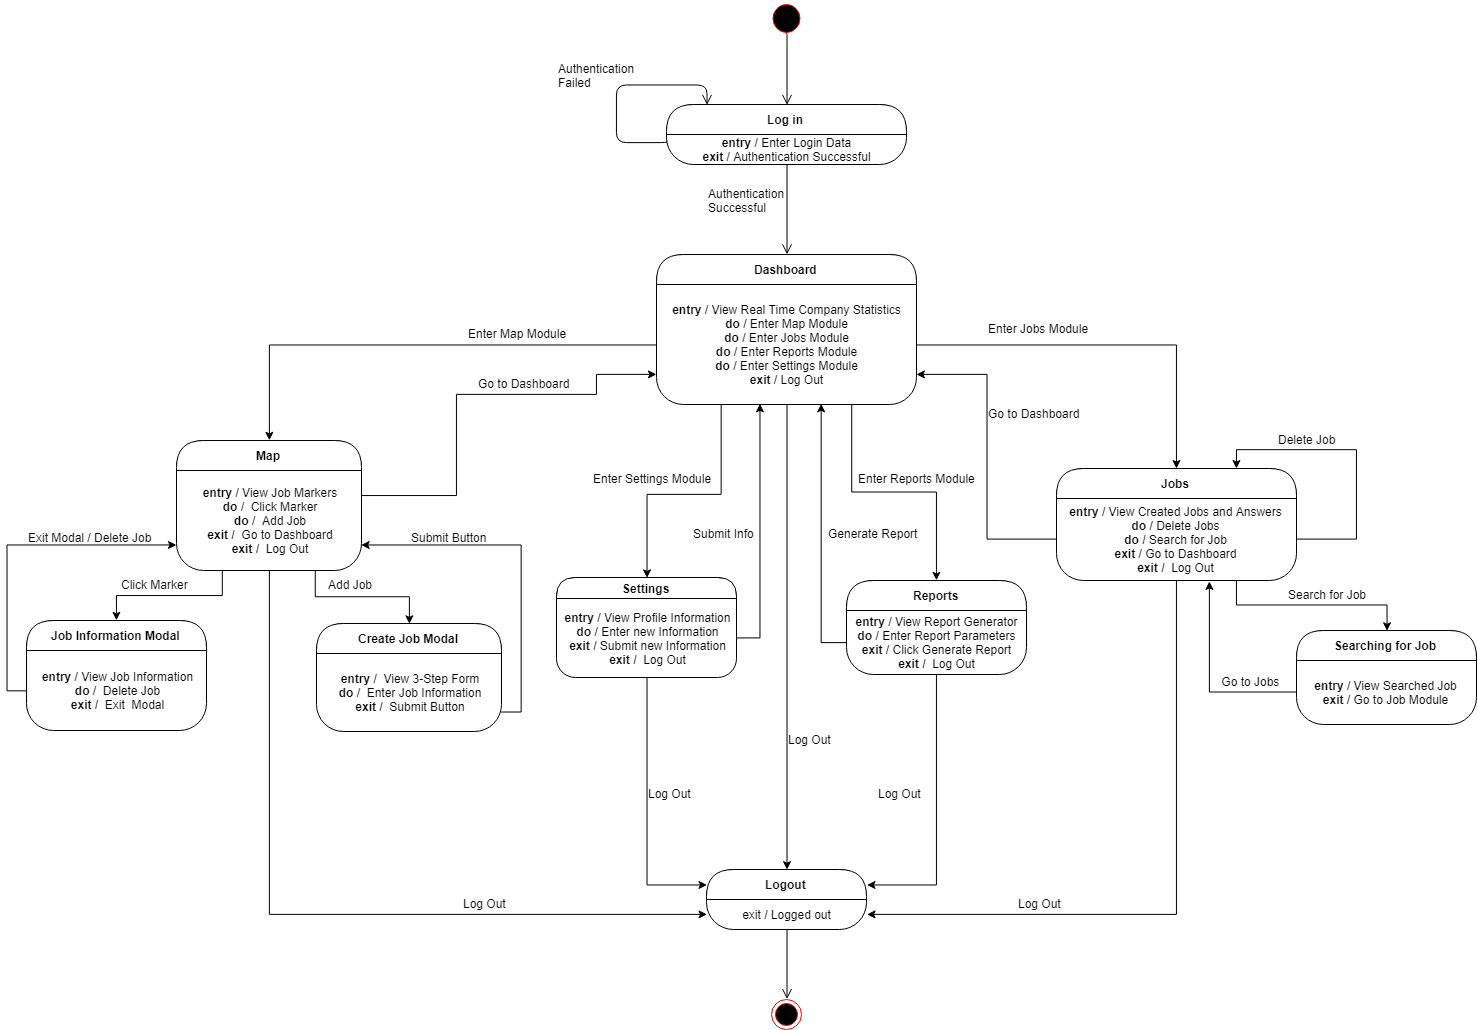 Authentication
Failed
Log in
entry / Enter Login Data
exit / Authentication Successful
Authentication
Successful
Dashboard
entry / View Real Time Company Statistics
do / Enter Map Module
do / Enter Jobs Module
do / Enter Reports Module
do / Enter Settings Module
exit / Log Out
Enter Map Module
Enter Jobs Module
Go to Dashboard
Go to Dashboard
Delete Job
Map
entry / View Job Markers
do / Click Marker
do / Add Job
exit / Go to Dashboard
exit / Log Out
Enter Settings Module
Enter Reports Module
Jobs
entry / View Created Jobs and Answers
do / Delete Jobs
do / Search for Job
exit / Go to Dashboard
exit / Log Out
Exit Modal / Delete Job
Submit Button
Submit Info
Generate Report
Click Marker
Add Job
Search for Job
Settings
entry / View Profile Information
do / Enter new Information
exit / Submit new Information
exit / Log Out
Reports
entry / View Report Generator
do / Enter Report Parameters
exit / Click Generate Report
exit / Log Out
Job Information Modal
entry / View Job Information
do / Delete Job
exit / Exit Modal
Create Job Modal
entry / View 3-Step Form
do / Enter Job Information
exit / Submit Button
Searching for Job
entry / View Searched Job
exit / Go to Job Module
Go to Jobs
Log Out
Log Out
Log Out
Logout
exit / Logged out
Log Out
Log Out